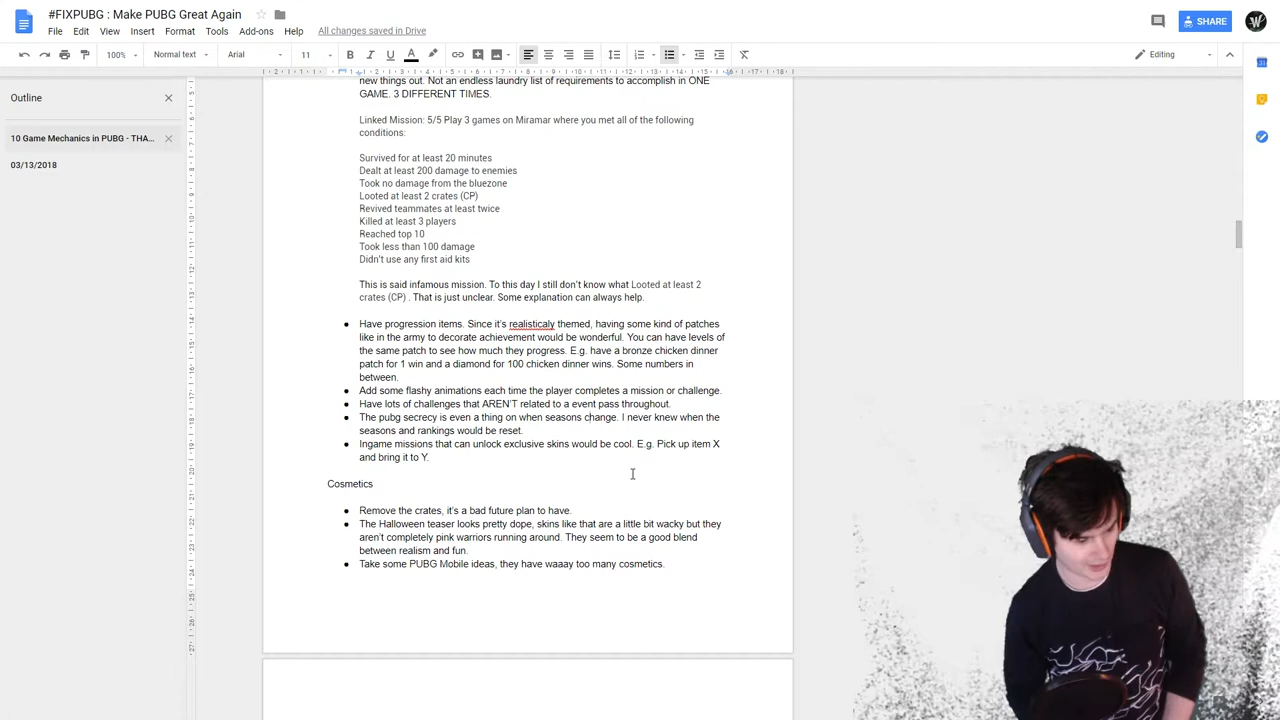 #FIXPUBG : Make PUBG Great Again
File Edit View Insert Format Tools Add-ons Help All changes saved in Drive
SHARE
100% Normal text Arial 11 Editing
Outline
10 Game Mechanics in PUBG - THA...
03/13/2018
new things out. Not an endless laundry list of requirements to accomplish in ONE
GAME. 3 DIFFERENT TIMES.
Linked Mission: 5/5 Play 3 games on Miramar where you met all of the following
conditions:
Survived for at least 20 minutes
Dealt at least 200 damage to enemies
Took no damage from the bluezone
Looted at least 2 crates (CP)
Revived teammates at least twice
Killed at least 3 players
Reached top 10
Took less than 100 damage
Didn't use any first aid kits
This is said infamous mission. To this day I still don't know what Looted at least 2
crates (CP) . That is just unclear. Some explanation can always help.
● Have progression items. Since it's realisticaly themed, having some kind of patches
like in the army to decorate achievement would be wonderful. You can have levels of
the same patch to see how much they progress. E.g. have a bronze chicken dinner
patch for 1 win and a diamond for 100 chicken dinner wins. Some numbers in
between.
● Add some flashy animations each time the player completes a mission or challenge.
● Have lots of challenges that AREN'T related to a event pass throughout.
● The pubg secrecy is even a thing on when seasons change. I never knew when the
seasons and rankings would be reset.
● Ingame missions that can unlock exclusive skins would be cool. E.g. Pick up item X
and bring it to Y.
Cosmetics
● Remove the crates, it's a bad future plan to have.
● The Halloween teaser looks pretty dope, skins like that are a little bit wacky but they
aren't completely pink warriors running around. They seem to be a good blend
between realism and fun.
● Take some PUBG Mobile ideas, they have waaay too many cosmetics.